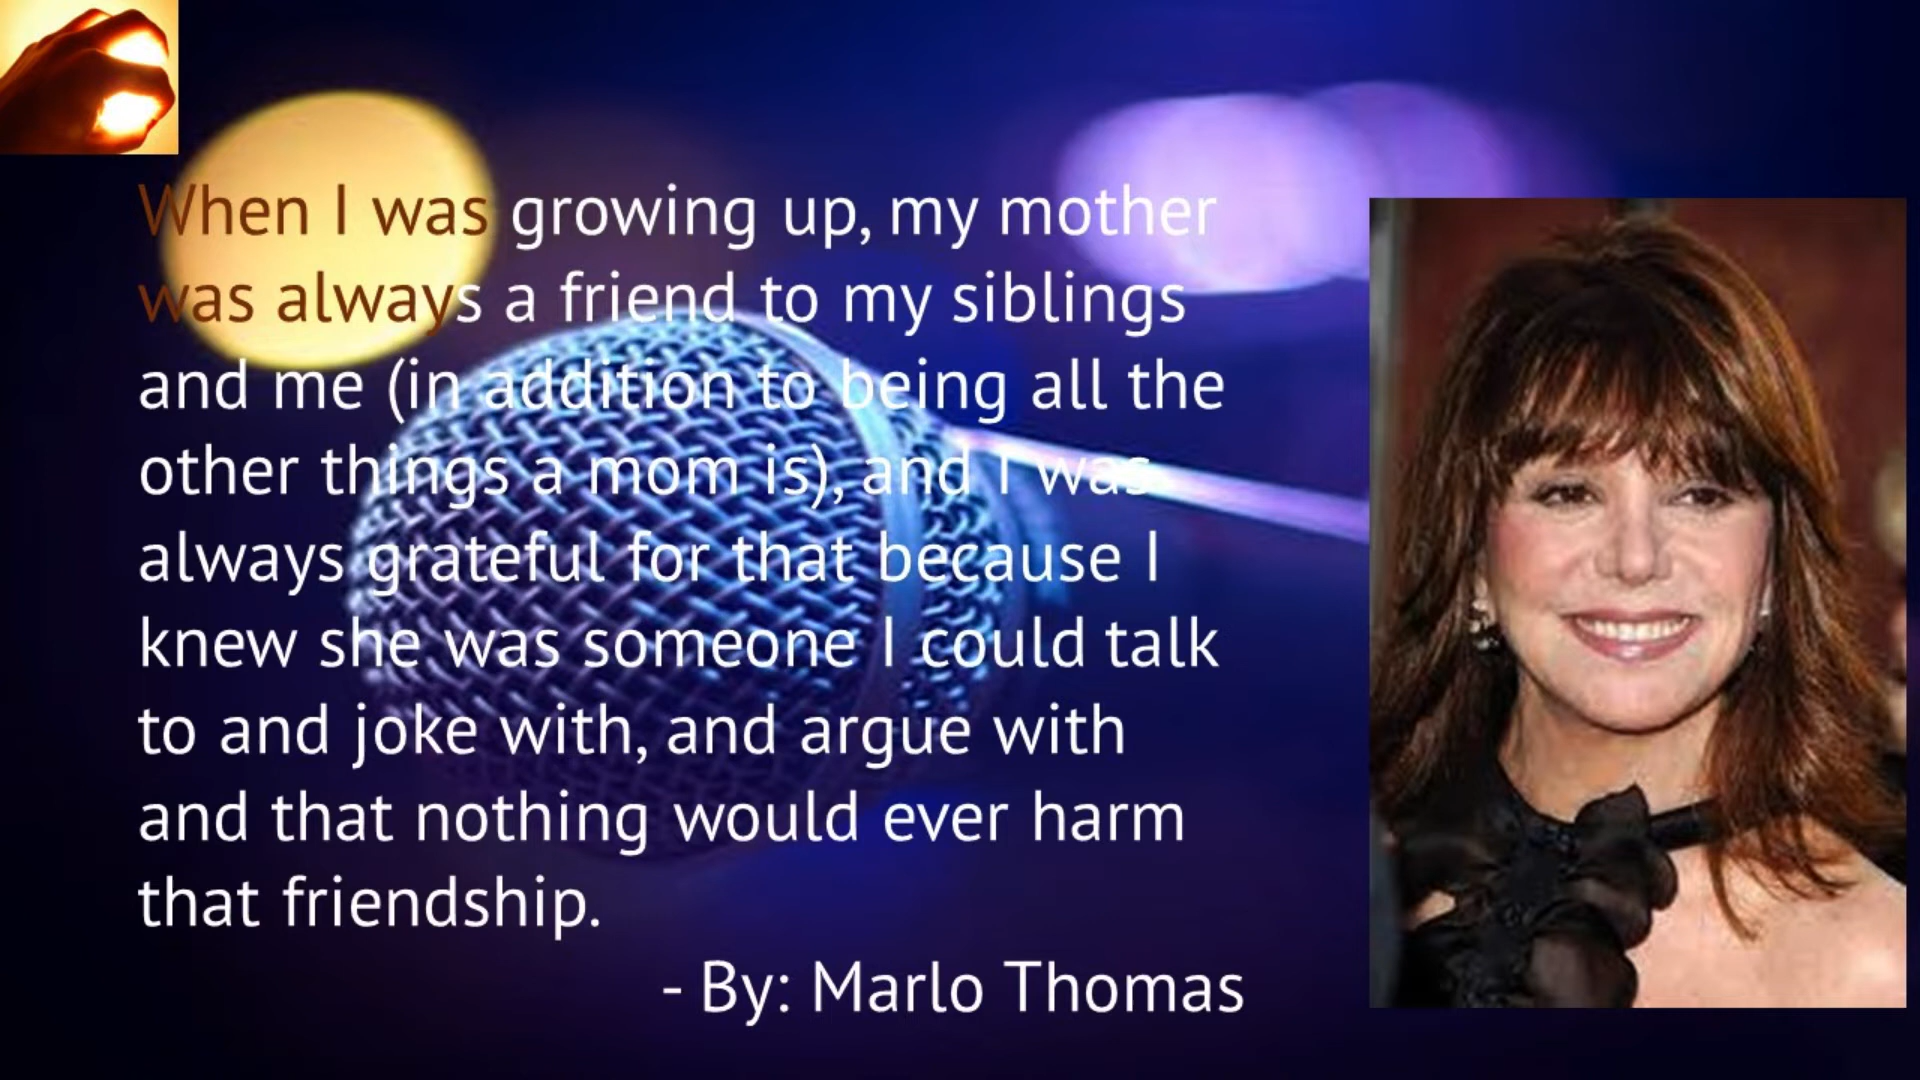 When I was growing up, my mother
was always a friend to my siblings
and me (in addition to being all the
other things a mom is), and I was
always grateful for that because I
knew she was someone I could talk
to and joke with, and argue with
and that nothing would ever harm
that friendship.
- By: Marlo Thomas